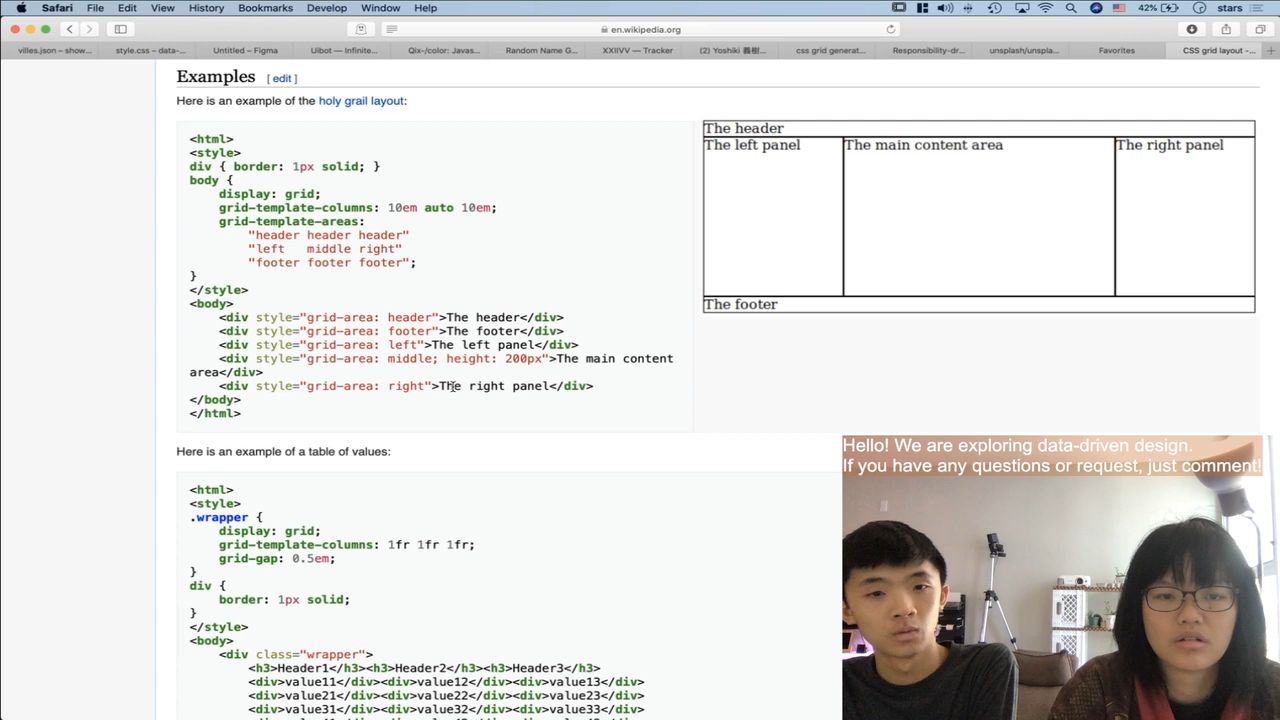 Safari File Edit View History Bookmarks Develop Window Help 42% stars
en.wikipedia.org
villes.json – show... style.css – data-... Untitled – Figma Uibot — Infinite... Qix-/color: Javas... Random Name G... XXIIVV — Tracker (2) Yoshiki 義樹... css grid generat... Responsibility-dr... unsplash/unspla... Favorites CSS grid layout -...
Examples [ edit ]
Here is an example of the holy grail layout:
<html>
<style>
div { border: 1px solid; }
body {
display: grid;
grid-template-columns: 10em auto 10em;
grid-template-areas:
"header header header"
"left   middle right"
"footer footer footer";
}
</style>
<body>
<div style="grid-area: header">The header</div>
<div style="grid-area: footer">The footer</div>
<div style="grid-area: left">The left panel</div>
<div style="grid-area: middle; height: 200px">The main content
area</div>
<div style="grid-area: right">The right panel</div>
</body>
</html>
The header
The left panel The main content area The right panel
The footer
Here is an example of a table of values:
<html>
<style>
.wrapper {
display: grid;
grid-template-columns: 1fr 1fr 1fr;
grid-gap: 0.5em;
}
div {
border: 1px solid;
}
</style>
<body>
<div class="wrapper">
<h3>Header1</h3><h3>Header2</h3><h3>Header3</h3>
<div>value11</div><div>value12</div><div>value13</div>
<div>value21</div><div>value22</div><div>value23</div>
<div>value31</div><div>value32</div><div>value33</div>
Hello! We are exploring data-driven design.
If you have any questions or request, just comment!